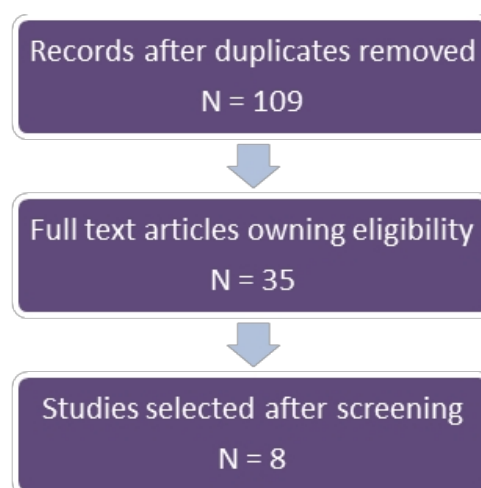 Records after duplicates removed
N = 109
Full text articles owning eligibility
N = 35
Studies selected after screening
N = 8